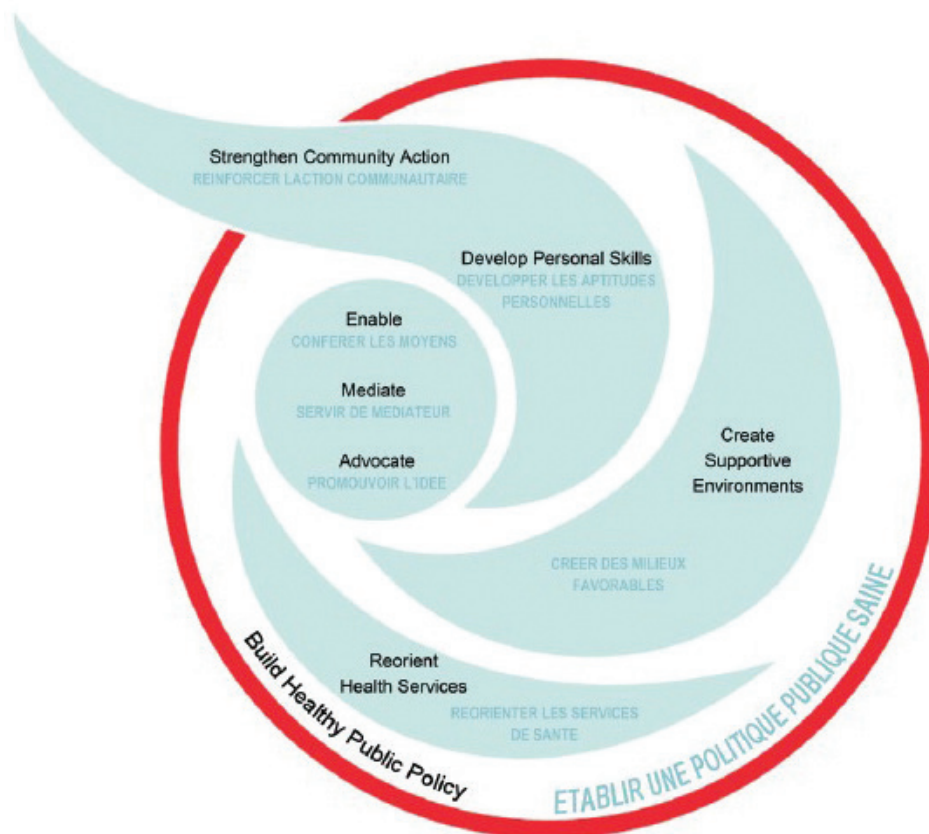 Strengthen Community Action
REINFORCER LACTION COMMUNAUTAIRE
Develop Personal Skills
DEVELOPPER LES APTITUDES
PERSONNELLES
Enable
CONFERER LES MOYENS
Mediate
SERVIR DE MEDIATEUR
Advocate
PROMOUVOIR L'IDEE
Create
Supportive
Environments
CREER DES MILIEUX
FAVORABLES
Reorient
Health Services
REORIENTER LES SERVICES
DE SANTE
Build Healthy Public Policy
ETABLIR UNE POLITIQUE PUBLIQUE SAINE